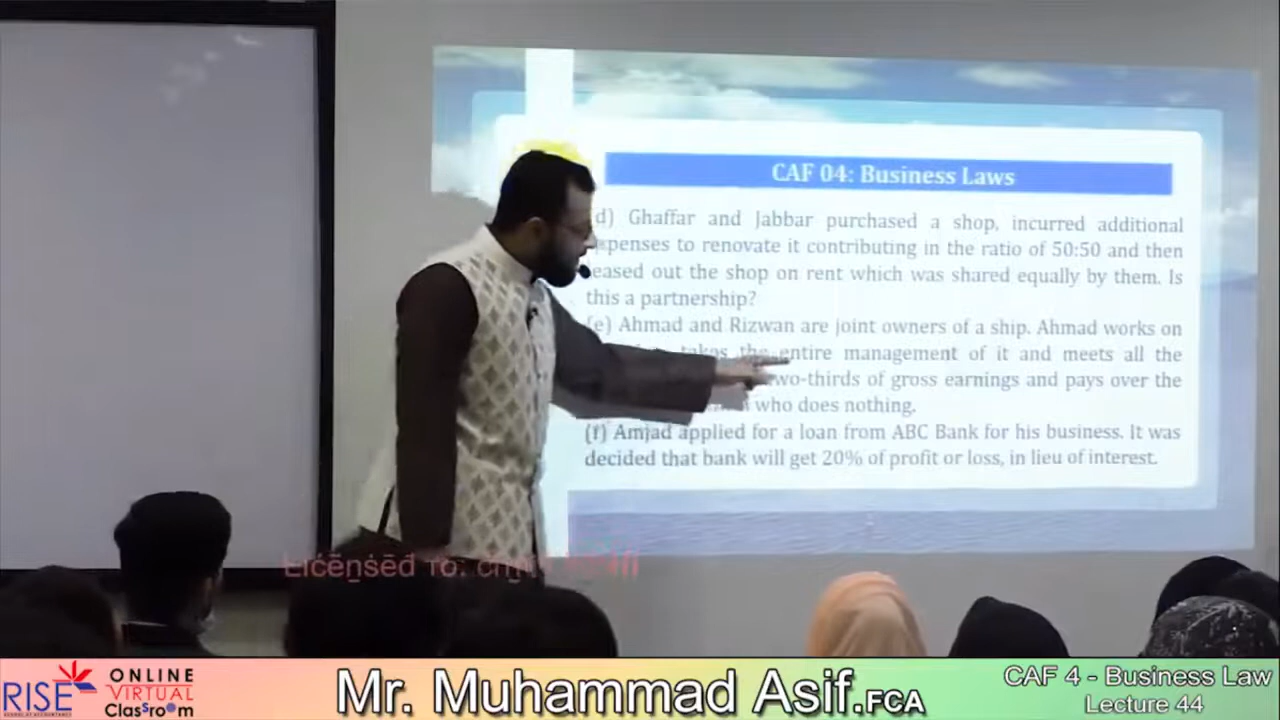 CAF 04: Business Laws
d) Ghaffar and Jabbar purchased a shop, incurred additional
xpenses to renovate it contributing in the ratio of 50:50 and then
eased out the shop on rent which was shared equally by them. Is
this a partnership?
(e) Ahmad and Rizwan are joint owners of a ship. Ahmad works on
takes the entire management of it and meets all the
wo-thirds of gross earnings and pays over the
who does nothing.
(f) Amjad applied for a loan from ABC Bank for his business. It was
decided that bank will get 20% of profit or loss, in lieu of interest.
Licensed To:
RISE
ONLINE
VIRTUAL
Classroom
Mr. Muhammad Asif.FCA
CAF 4 - Business Law
Lecture 44